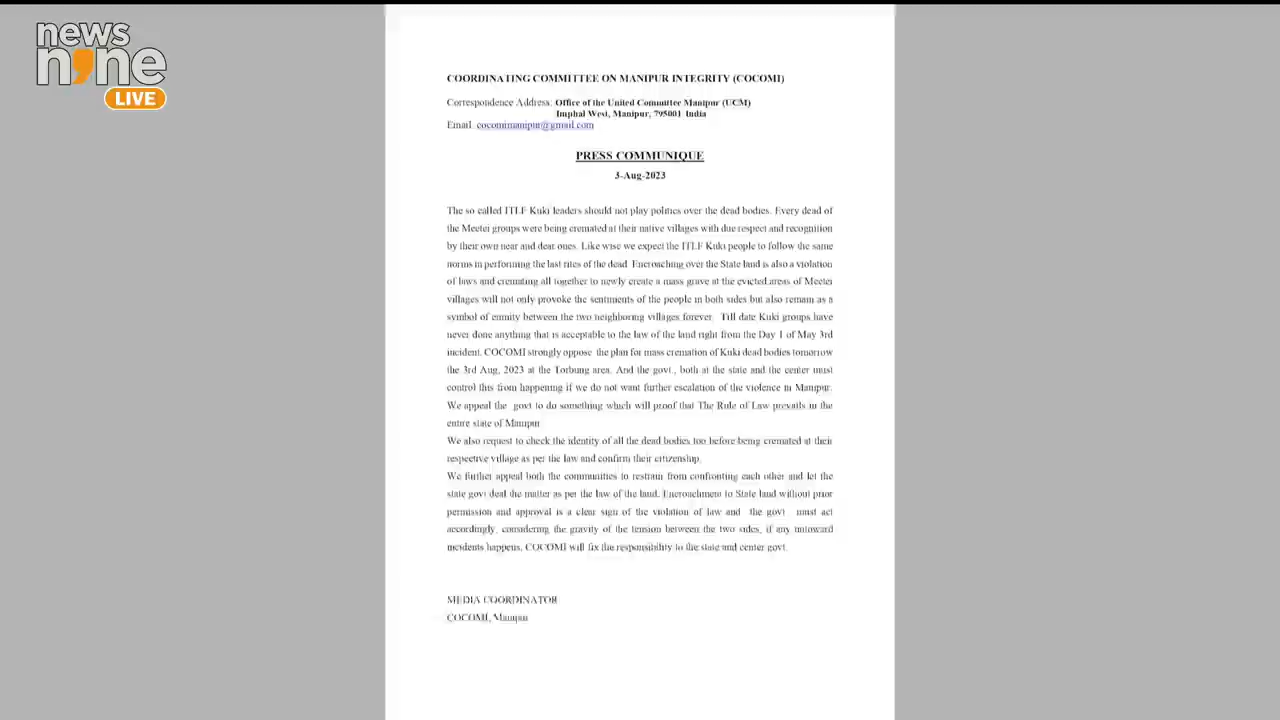 news
nine
LIVE
COORDINATING COMMITTEE ON MANIPUR INTEGRITY (COCOMI)
Correspondence Address: Office of the United Committee Manipur (UCM)
Imphal West, Manipur, 795001 India
Email: cocomimanipur@gmail.com
PRESS COMMUNIQUE
3-Aug-2023
The so called ITLF Kuki leaders should not play politics over the dead bodies. Every dead of
the Meetei groups were being cremated at their native villages with due respect and recognition
by their own near and dear ones. Like wise we expect the ITLF Kuki people to follow the same
norms in performing the last rites of the dead. Encroaching over the State land is also a violation
of laws and cremating all together to newly create a mass grave at the evicted areas of Meetei
villages will not only provoke the sentiments of the people in both sides but also remain as a
symbol of enmity between the two neighboring villages forever. Till date Kuki groups have
never done anything that is acceptable to the law of the land right from the Day 1 of May 3rd
incident. COCOMI strongly oppose the plan for mass cremation of Kuki dead bodies tomorrow
the 3rd Aug, 2023 at the Torbung area. And the govt., both at the state and the center must
control this from happening if we do not want further escalation of the violence in Manipur.
We appeal the govt to do something which will proof that The Rule of Law prevails in the
entire state of Manipur
We also request to check the identity of all the dead bodies too before being cremated at their
respective village as per the law and confirm their citizenship.
We further appeal both the communities to restrain from confronting each other and let the
state govt deal the matter as per the law of the land. Encroachment to State land without prior
permission and approval is a clear sign of the violation of law and the govt must act
accordingly, considering the gravity of the tension between the two sides, if any untoward
incidents happens, COCOMI will fix the responsibility to the state and center govt.
MEDIA COORDINATOR
COCOMI, Manipur